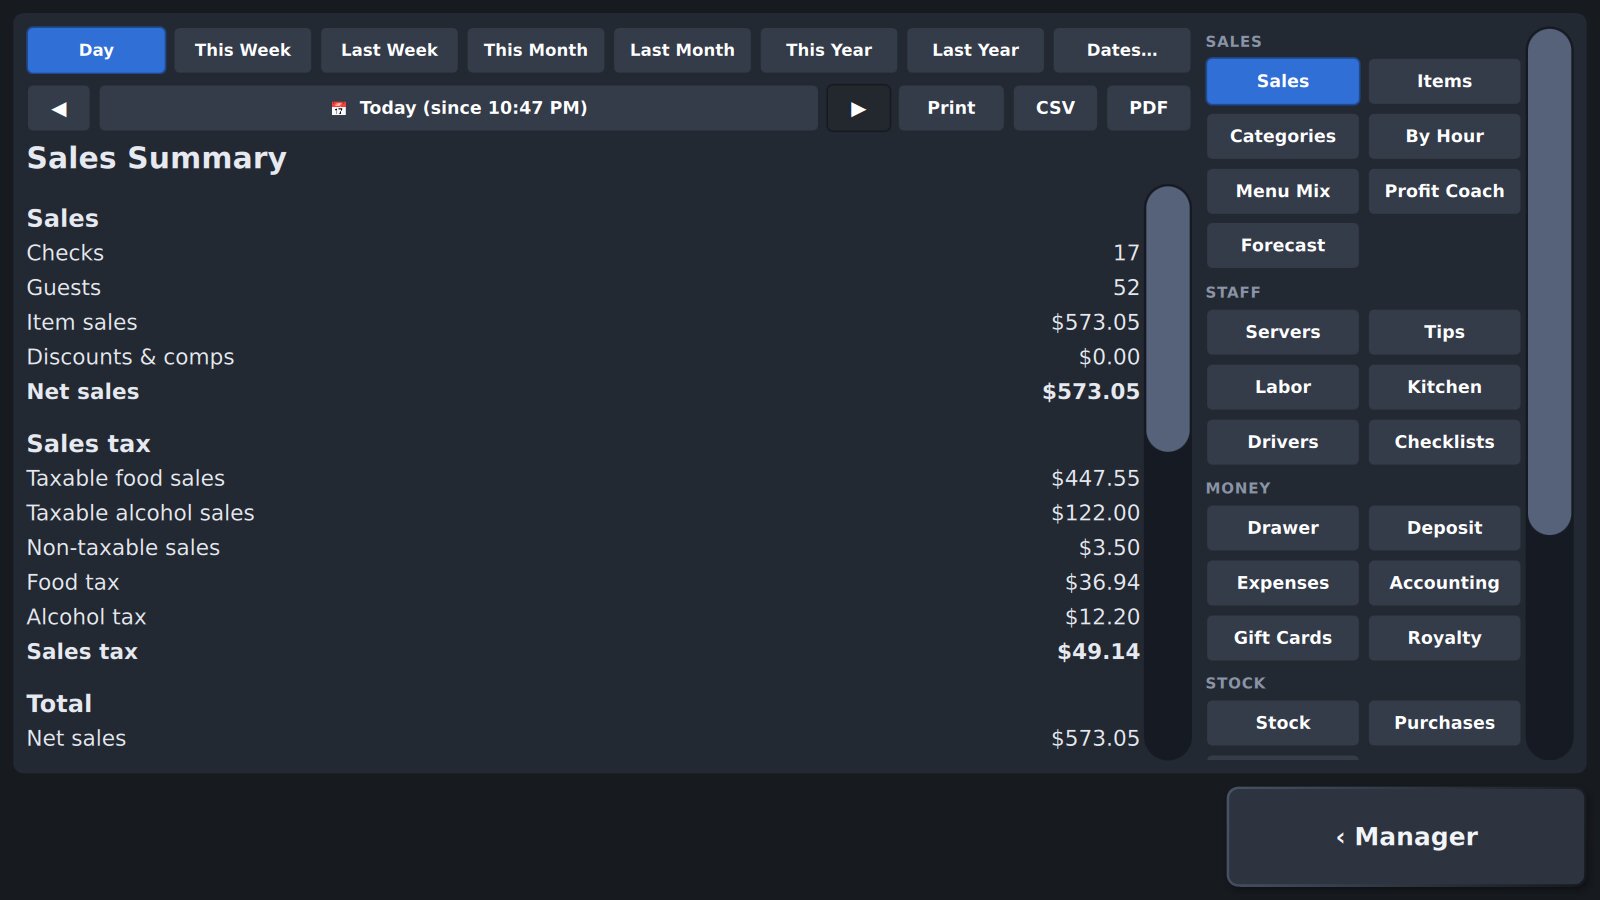 Day This Week Last Week This Month Last Month This Year Last Year Dates...
◀ Today (since 10:47 PM) ▶ Print CSV PDF
Sales Summary
Sales
Checks 17
Guests 52
Item sales $573.05
Discounts & comps $0.00
Net sales $573.05
Sales tax
Taxable food sales $447.55
Taxable alcohol sales $122.00
Non-taxable sales $3.50
Food tax $36.94
Alcohol tax $12.20
Sales tax $49.14
Total
Net sales $573.05
SALES
Sales Items
Categories By Hour
Menu Mix Profit Coach
Forecast
STAFF
Servers Tips
Labor Kitchen
Drivers Checklists
MONEY
Drawer Deposit
Expenses Accounting
Gift Cards Royalty
STOCK
Stock Purchases
‹ Manager